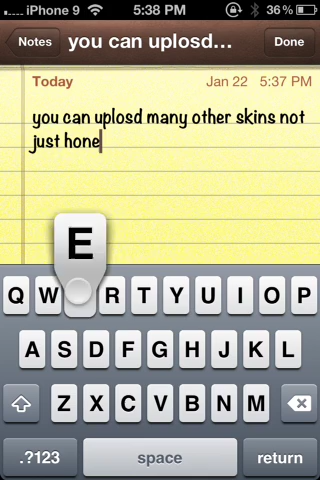 iPhone 9 5:38 PM 36%
Notes you can uplosd... Done
Today Jan 22 5:37 PM
you can uplosd many other skins not
just hone
E
Q W R T Y U I O P
A S D F G H J K L
Z X C V B N M
.?123 space return